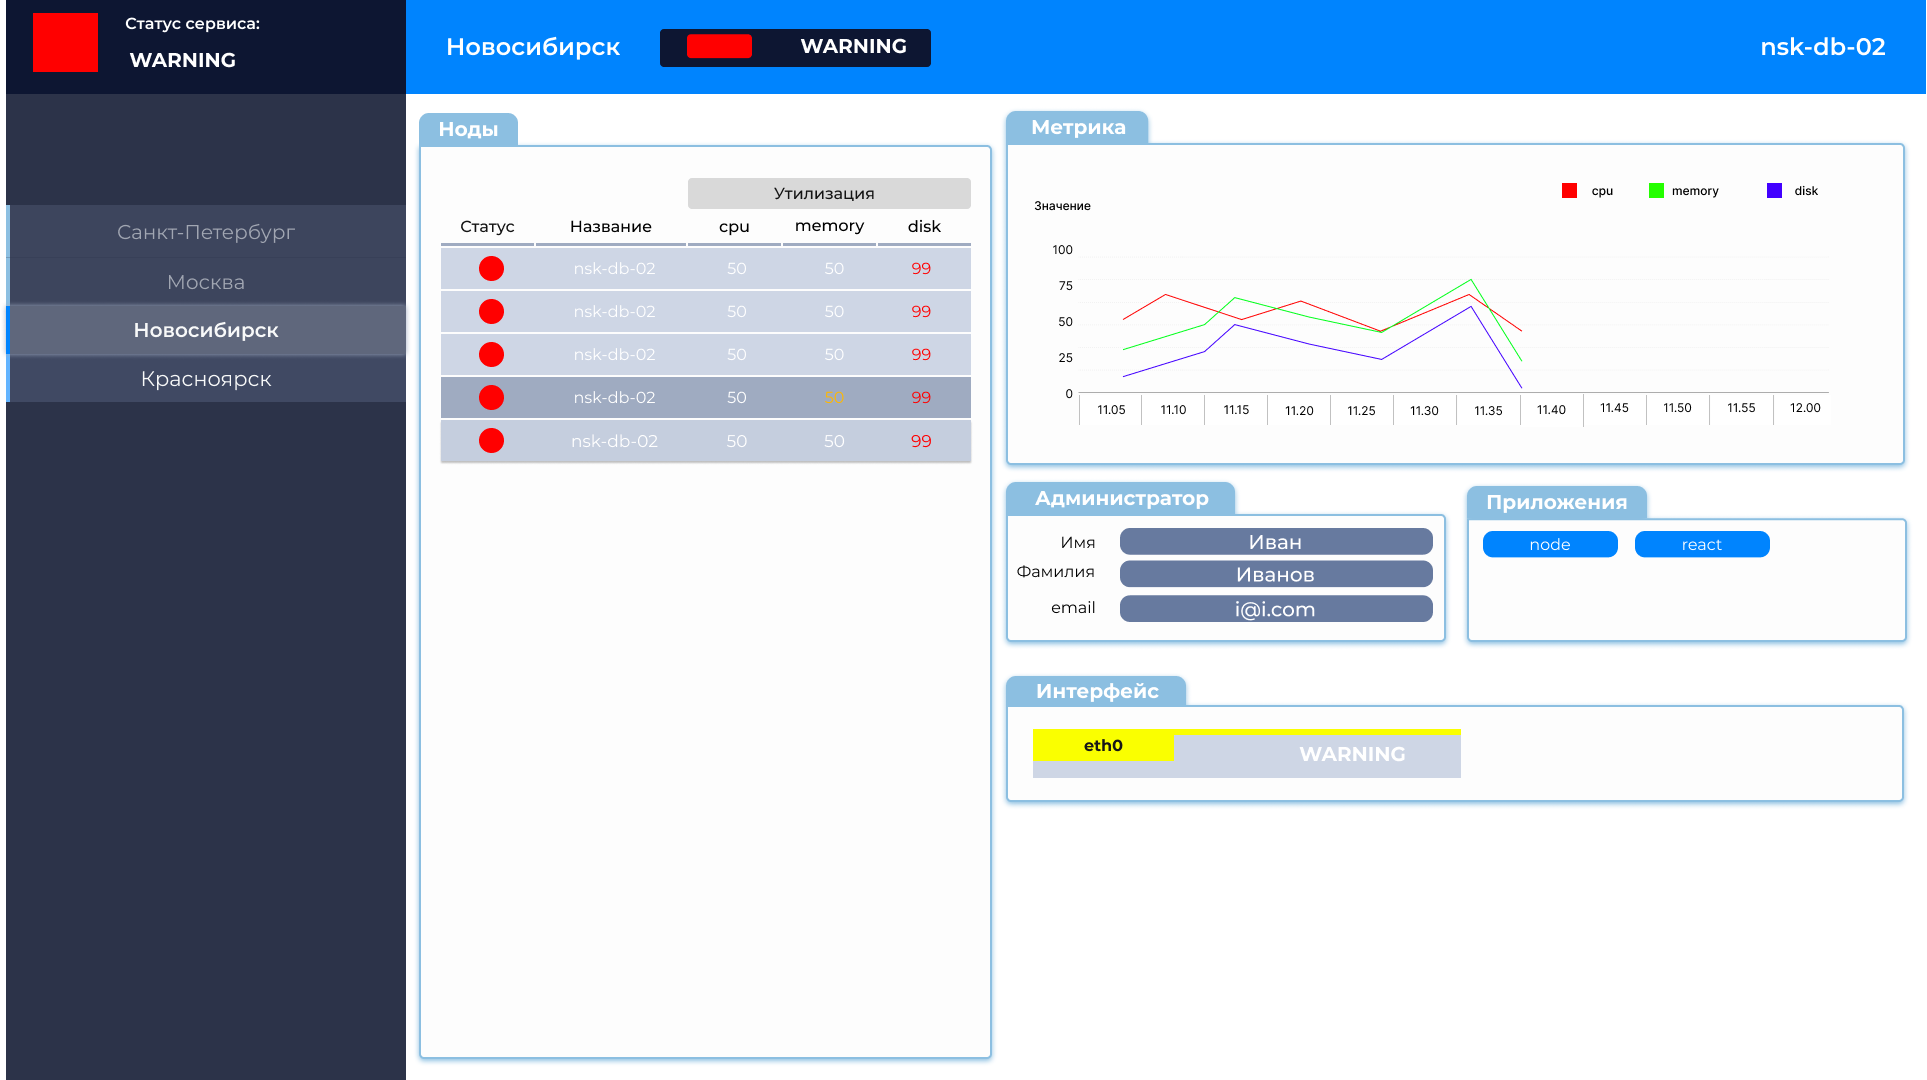 Статус сервиса:
WARNING
Новосибирск
WARNING
nsk-db-02
Санкт-Петербург
Москва
Новосибирск
Красноярск
Ноды
Утилизация
Статус Название cpu memory disk
nsk-db-02 50 50 99
nsk-db-02 50 50 99
nsk-db-02 50 50 99
nsk-db-02 50 50 99
nsk-db-02 50 50 99
Метрика
cpu memory disk
Значение
100
75
50
25
0
11.05 11.10 11.15 11.20 11.25 11.30 11.35 11.40 11.45 11.50 11.55 12.00
Администратор
Имя Иван
Фамилия Иванов
email i@i.com
Приложения
node react
Интерфейс
eth0 WARNING